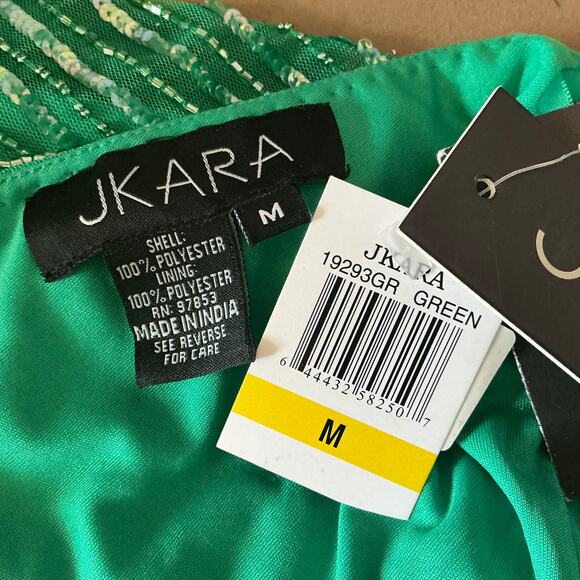 JKARA
M
SHELL:
100% POLYESTER
LINING:
100% POLYESTER
RN: 97853
MADE IN INDIA
SEE REVERSE
FOR CARE
JKARA
19293GR GREEN
6 44432 58250 7
M
J